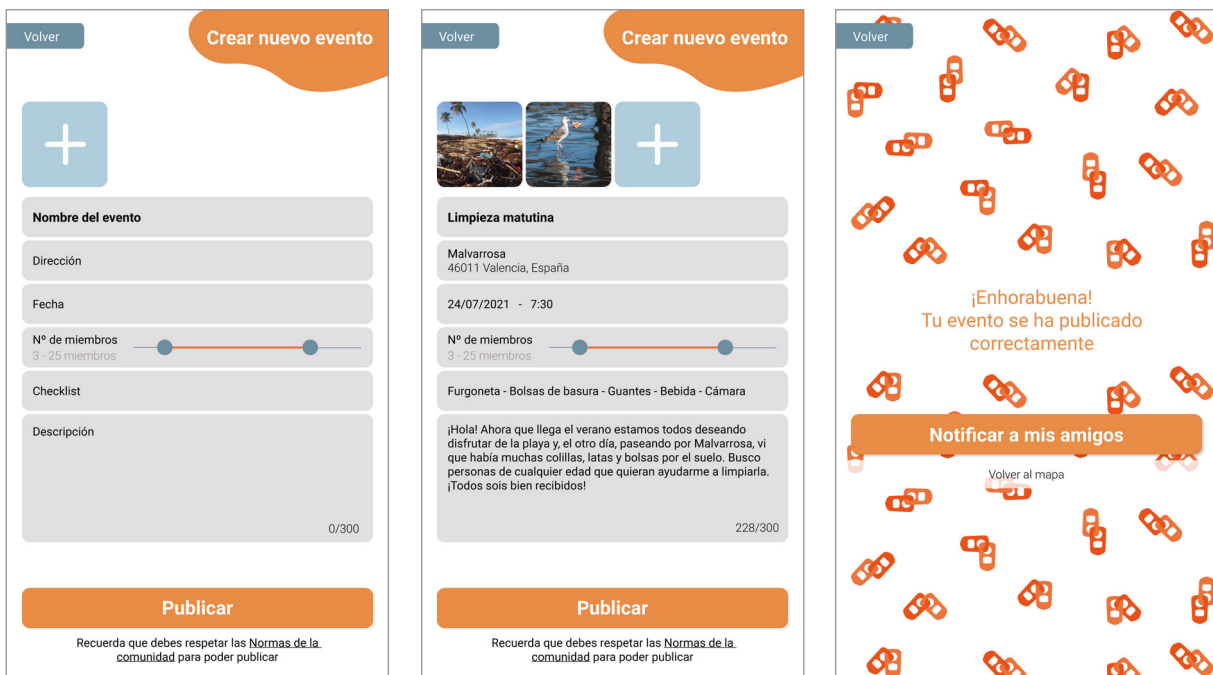 Volver
Crear nuevo evento
Nombre del evento
Dirección
Fecha
Nº de miembros
3 - 25 miembros
Checklist
Descripción
0/300
Publicar
Recuerda que debes respetar las Normas de la
comunidad para poder publicar
Volver
Crear nuevo evento
Limpieza matutina
Malvarrosa
46011 Valencia, España
24/07/2021 - 7:30
Nº de miembros
3 - 25 miembros
Furgoneta - Bolsas de basura - Guantes - Bebida - Cámara
¡Hola! Ahora que llega el verano estamos todos deseando
disfrutar de la playa y, el otro día, paseando por Malvarrosa, vi
que había muchas colillas, latas y bolsas por el suelo. Busco
personas de cualquier edad que quieran ayudarme a limpiarla.
¡Todos sois bien recibidos!
228/300
Publicar
Recuerda que debes respetar las Normas de la
comunidad para poder publicar
Volver
¡Enhorabuena!
Tu evento se ha publicado
correctamente
Notificar a mis amigos
Volver al mapa